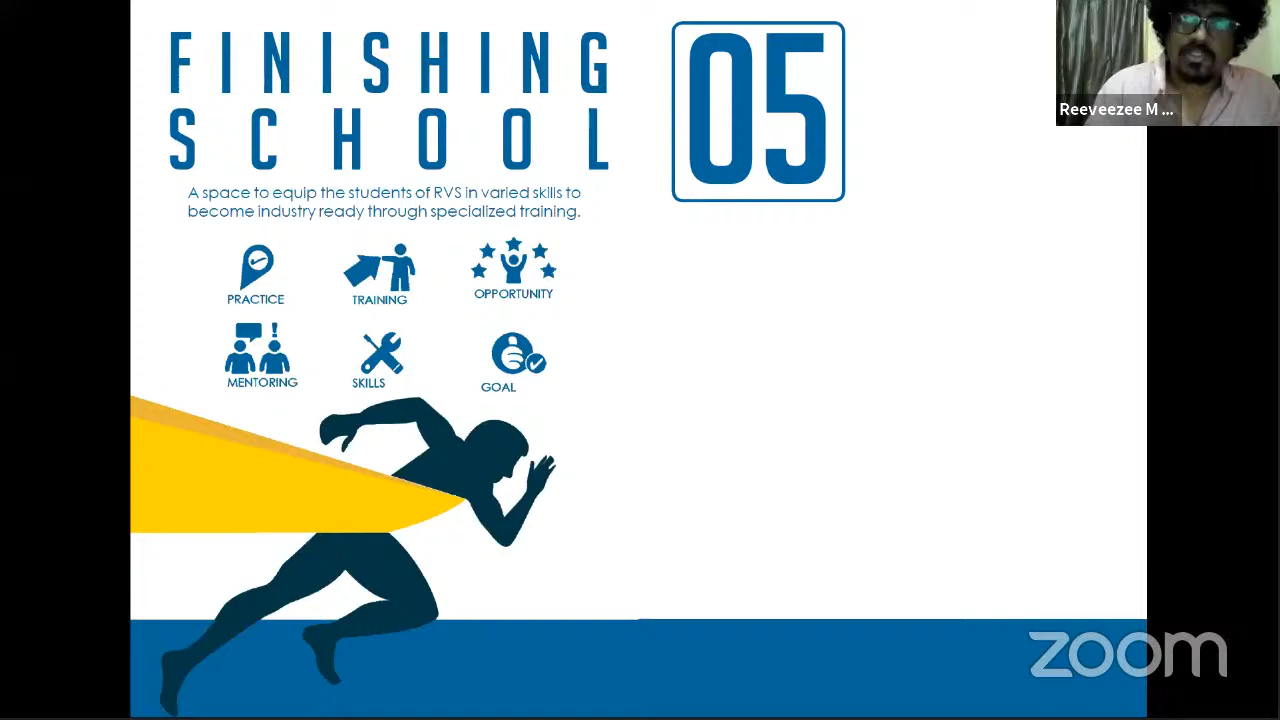 FINISHING
SCHOOL
05
A space to equip the students of RVS in varied skills to
become industry ready through specialized training.
PRACTICE
TRAINING
OPPORTUNITY
MENTORING
SKILLS
GOAL
Reeveezee M ...
zoom